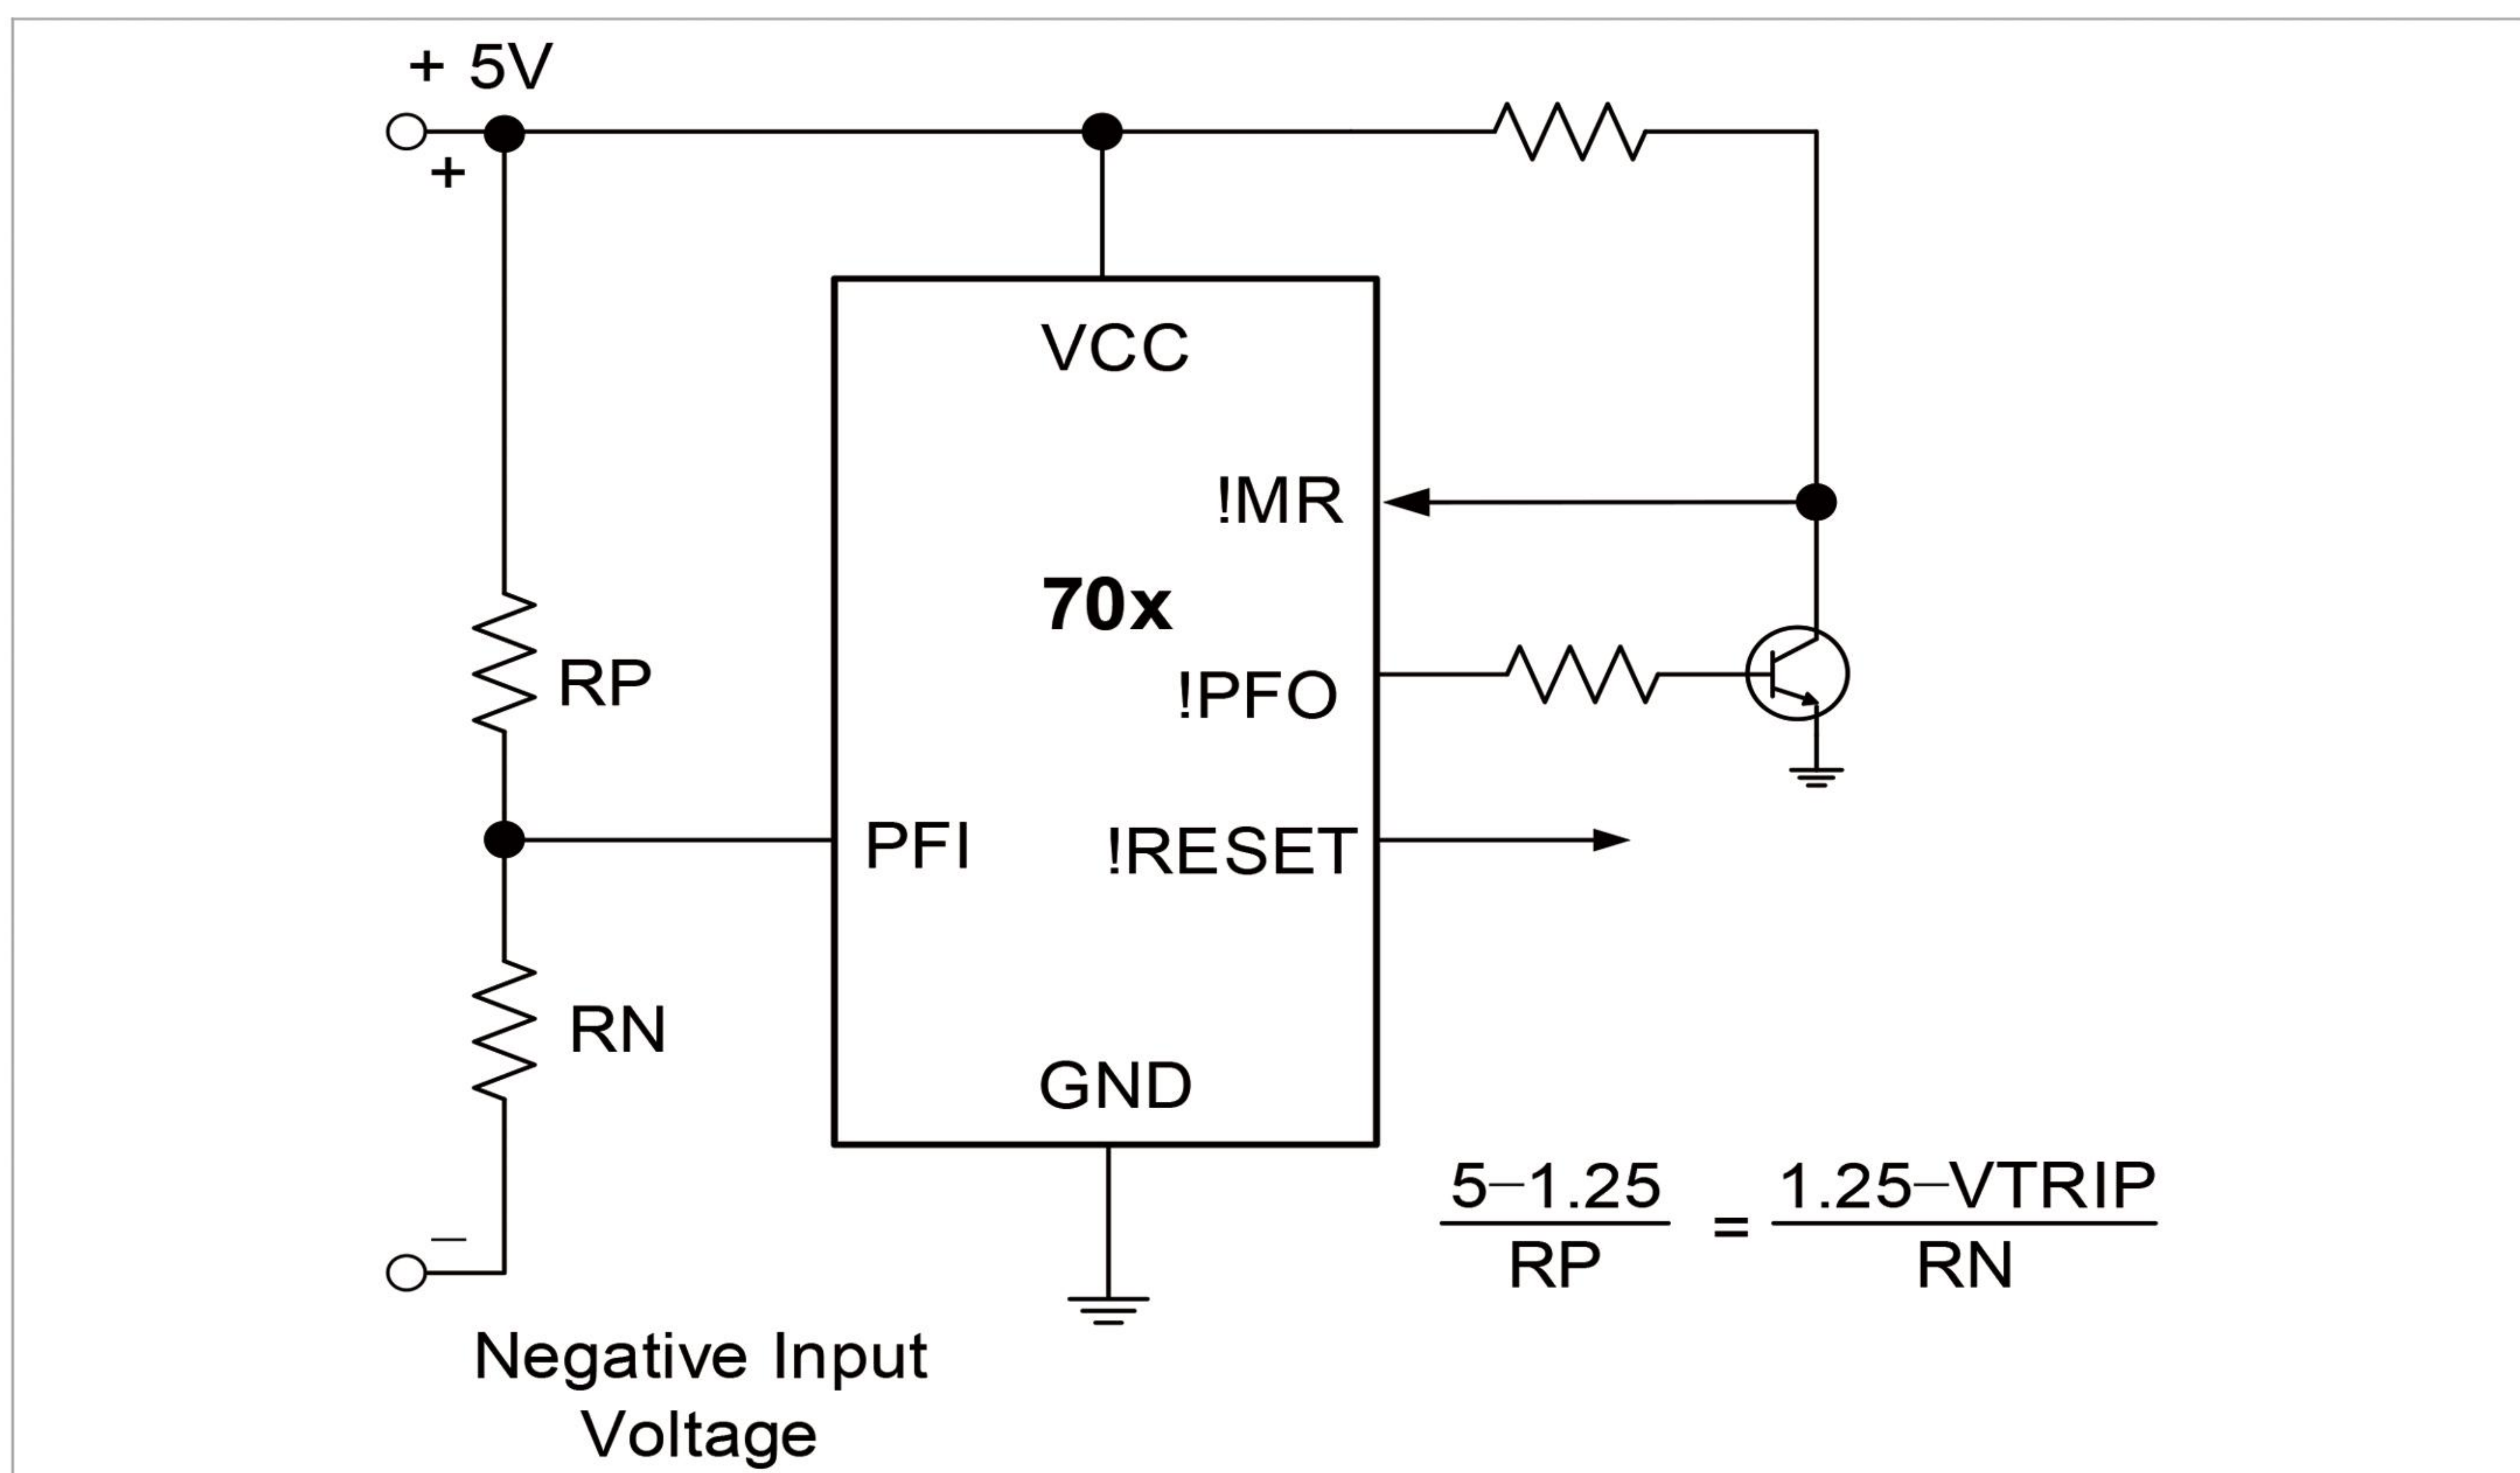 + 5V
+
VCC
!MR
70x
RP
!PFO
PFI
!RESET
RN
GND
5–1.25 = 1.25–VTRIP
RP RN
–
Negative Input
Voltage